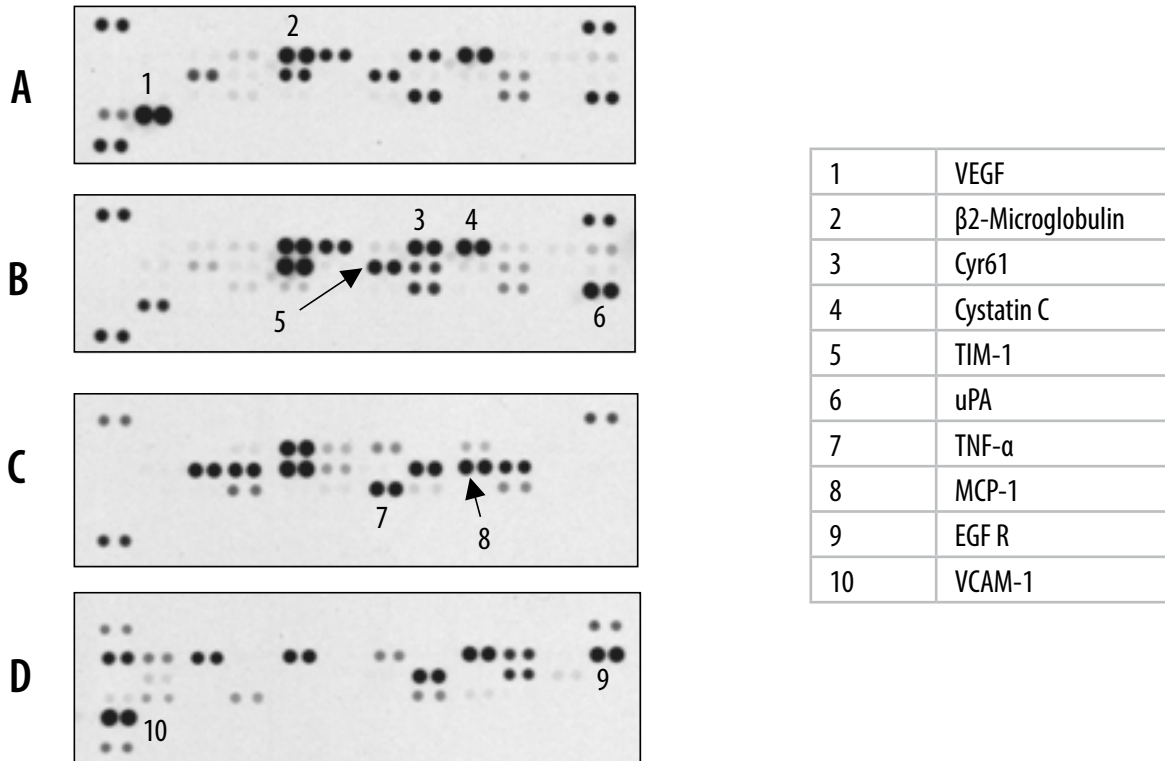 A
1
2
B
3
4
5
6
C
7
8
D
9
10
1 VEGF
2 β2-Microglobulin
3 Cyr61
4 Cystatin C
5 TIM-1
6 uPA
7 TNF-α
8 MCP-1
9 EGF R
10 VCAM-1